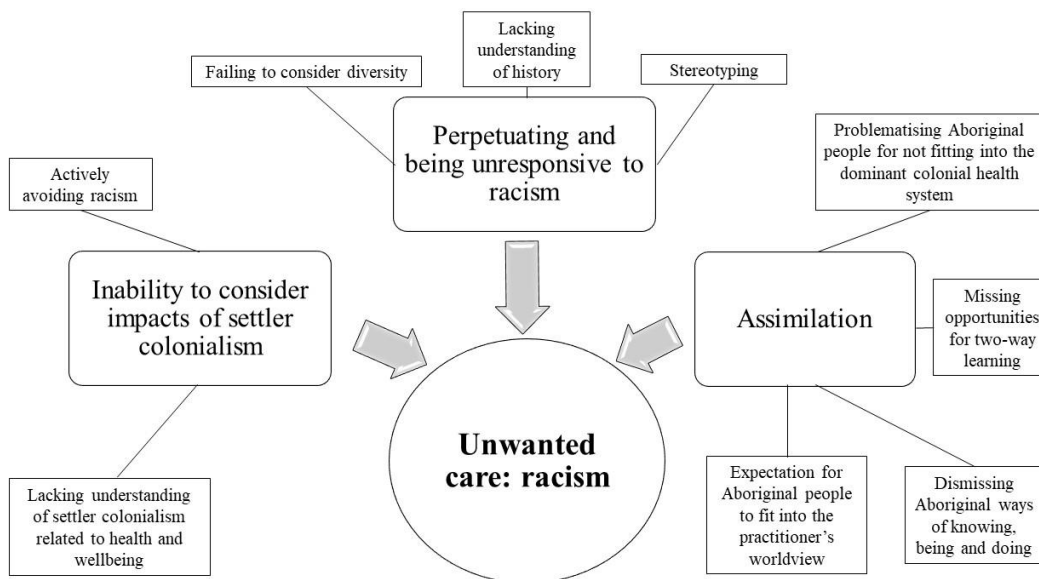 Lacking
understanding
of history
Failing to consider diversity
Stereotyping
Perpetuating and
being unresponsive to
racism
Problematising Aboriginal
people for not fitting into the
dominant colonial health
system
Actively
avoiding racism
Inability to consider
impacts of settler
colonialism
Assimilation
Missing
opportunities
for two-way
learning
Unwanted
care: racism
Lacking understanding
of settler colonialism
related to health and
wellbeing
Expectation for
Aboriginal people
to fit into the
practitioner’s
worldview
Dismissing
Aboriginal ways
of knowing,
being and doing